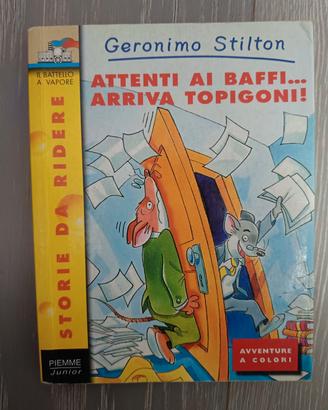 Geronimo Stilton
IL BATTELLO
A VAPORE
ATTENTI AI BAFFI...
ARRIVA TOPIGONI!
STORIE DA RIDERE
AVVENTURE
A COLORI
PIEMME
Junior